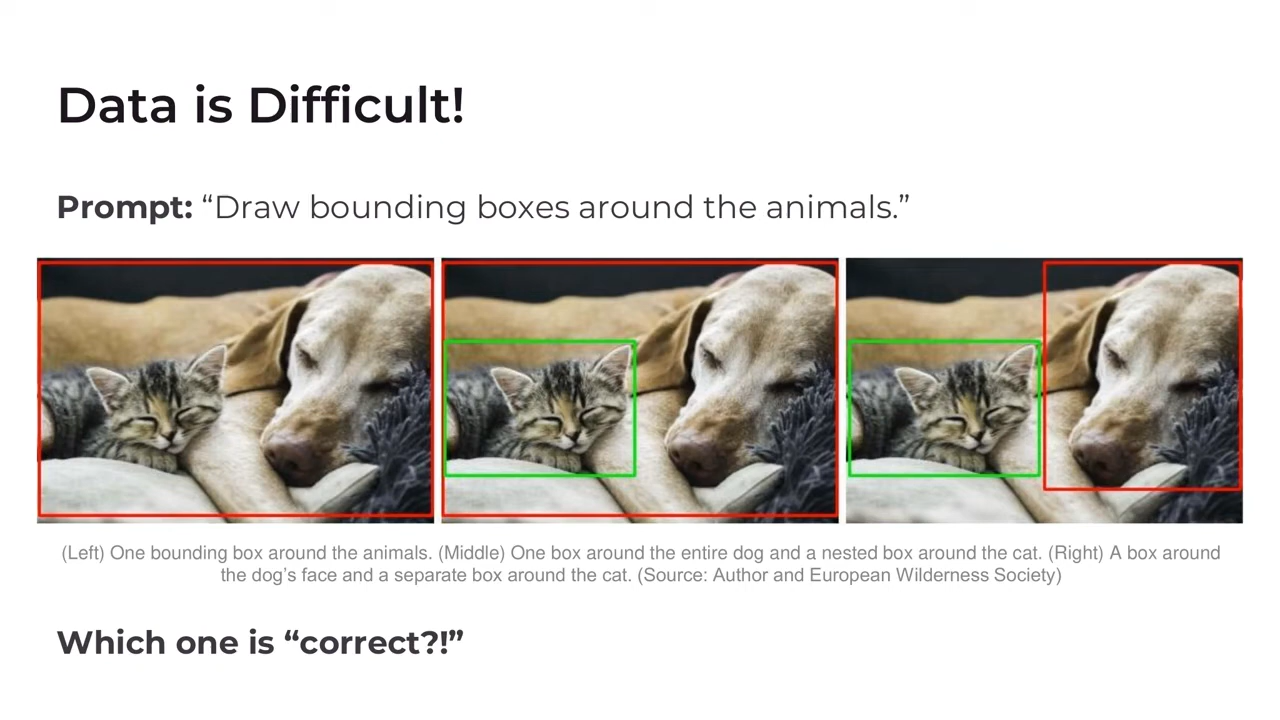 Data is Difficult!
Prompt: “Draw bounding boxes around the animals.”
(Left) One bounding box around the animals. (Middle) One box around the entire dog and a nested box around the cat. (Right) A box around
the dog’s face and a separate box around the cat. (Source: Author and European Wilderness Society)
Which one is “correct?!”